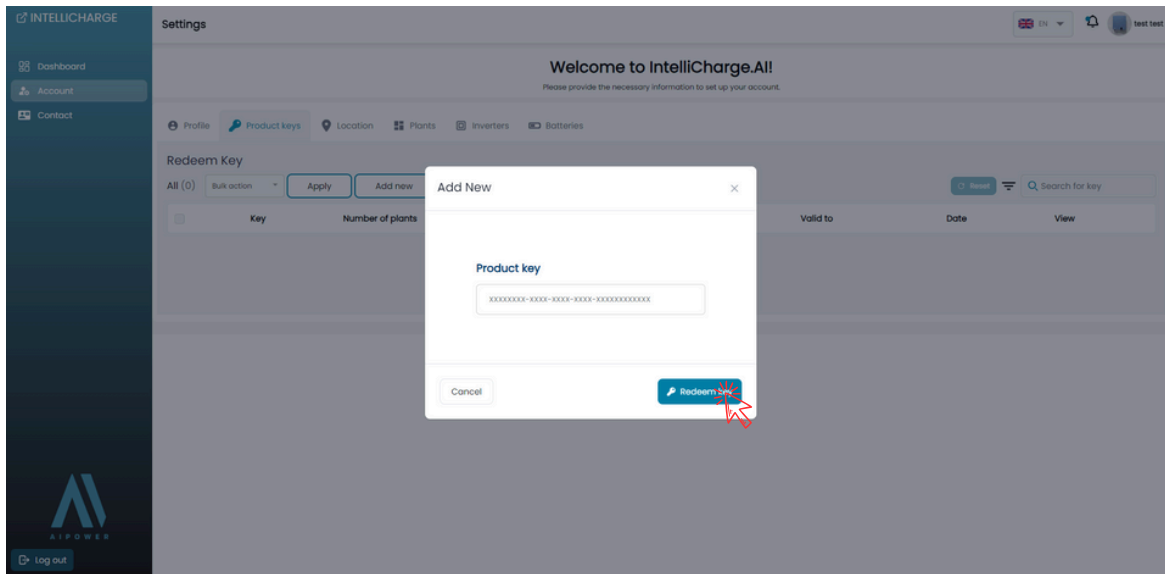 INTELLICHARGE
Settings
EN
test test
Dashboard
Account
Contact
Welcome to IntelliCharge.AI!
Please provide the necessary information to set up your account.
Profile
Product keys
Location
Plants
Inverters
Batteries
Redeem Key
All (0)
Bulk action
Apply
Add new
Reset
Search for key
Key
Number of plants
Valid to
Date
View
Add New
Product key
xxxxxxxx-xxxx-xxxx-xxxx-xxxxxxxxxxxx
Cancel
Redeem key
AIPOWER
Log out